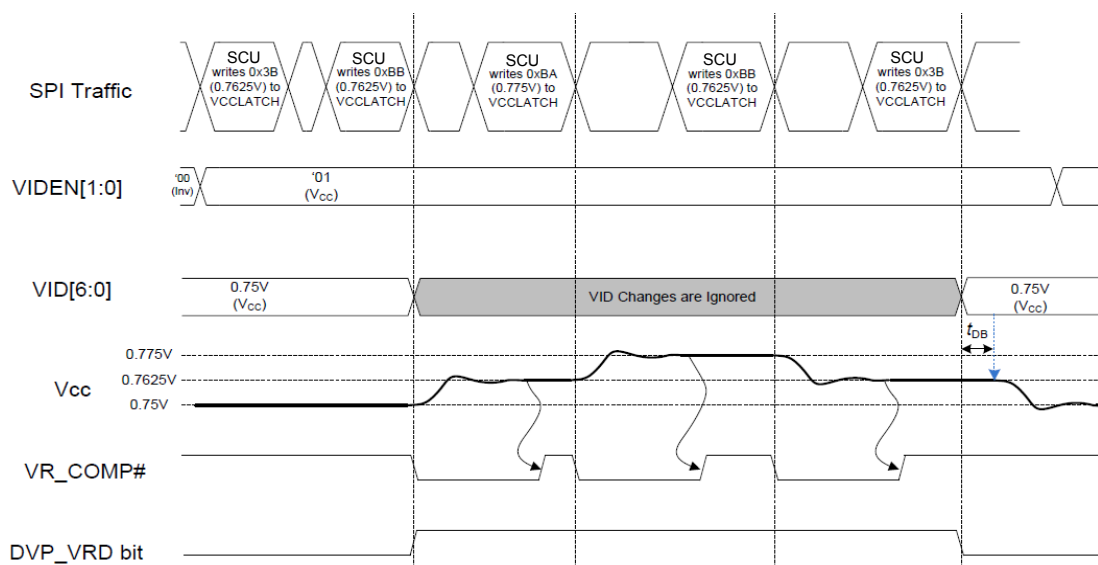 SPI Traffic
SCU
writes 0x3B
(0.7625V) to
VCCLATCH
SCU
writes 0xBB
(0.7625V) to
VCCLATCH
SCU
writes 0xBA
(0.775V) to
VCCLATCH
SCU
writes 0xBB
(0.7625V) to
VCCLATCH
SCU
writes 0x3B
(0.7625V) to
VCCLATCH
VIDEN[1:0]
‘00
(Inv)
‘01
(VCC)
VID[6:0]
0.75V
(VCC)
VID Changes are Ignored
0.75V
(VCC)
tDB
Vcc
0.775V
0.7625V
0.75V
VR_COMP#
DVP_VRD bit